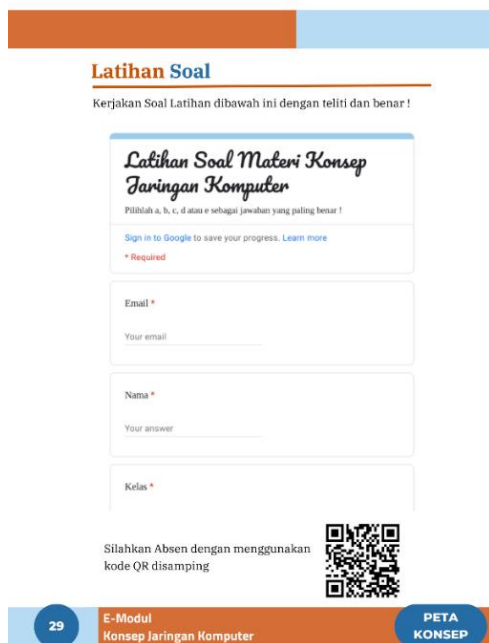 Latihan Soal
Kerjakan Soal Latihan dibawah ini dengan teliti dan benar !
Latihan Soal Materi Konsep
Jaringan Komputer
Pilihlah a, b, c, d atau e sebagai jawaban yang paling benar !
Sign in to Google to save your progress. Learn more
* Required
Email *
Your email
Nama *
Your answer
Kelas *
Silahkan Absen dengan menggunakan
kode QR disamping
29
E-Modul
Konsep Jaringan Komputer
PETA
KONSEP